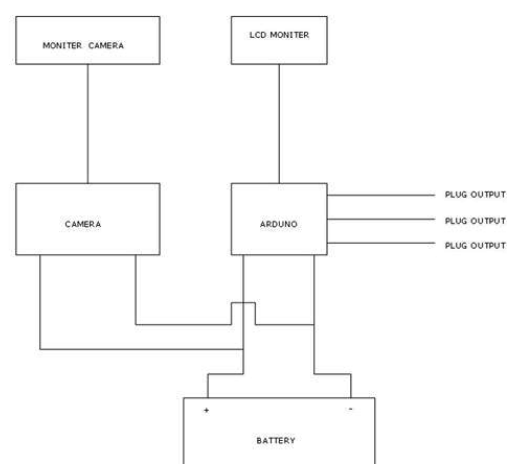 MONITER CAMERA
LCD MONITER
CAMERA
ARDUNO
PLUG OUTPUT
PLUG OUTPUT
PLUG OUTPUT
+
-
BATTERY